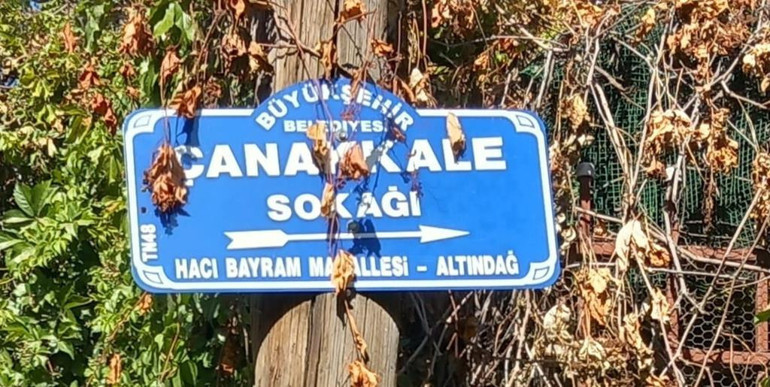 BÜYÜKŞEHİR
BELEDİYESİ
ÇANAKKALE
SOKAĞI
HACI BAYRAM MAHALLESİ - ALTINDAĞ
TN48